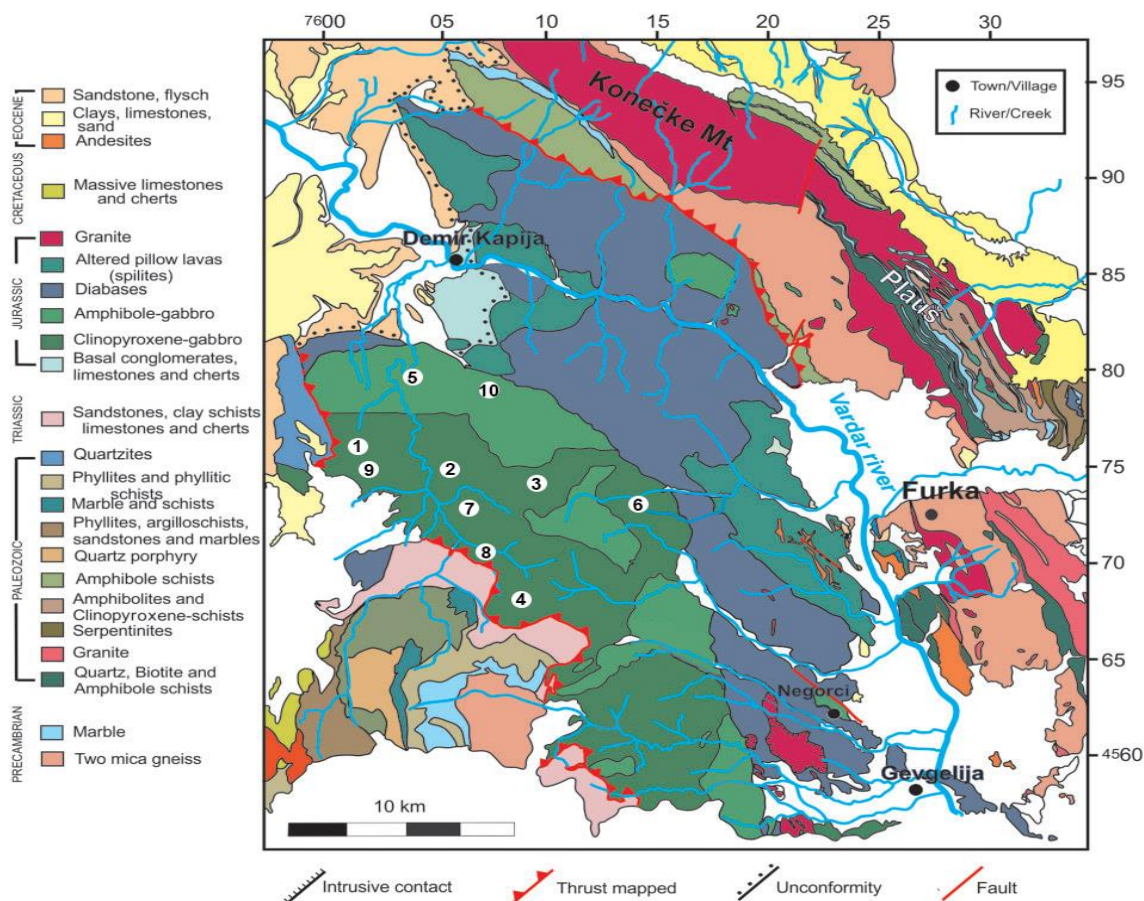 7600 05 10 15 20 25 30
95
90
85
80
75
70
65
4560
CRETACEOUS
EOCENE
Sandstone, flysch
Clays, limestones,
sand
Andesites
Massive limestones
and cherts
JURASSIC
Granite
Altered pillow lavas
(spilites)
Diabases
Amphibole-gabbro
Clinopyroxene-gabbro
Basal conglomerates,
limestones and cherts
TRIASSIC
Sandstones, clay schists
limestones and cherts
PALEOZOIC
Quartzites
Phyllites and phyllitic
schists
Marble and schists
Phyllites, argilloschists,
sandstones and marbles
Quartz porphyry
Amphibole schists
Amphibolites and
Clinopyroxene-schists
Serpentinites
Granite
Quartz, Biotite and
Amphibole schists
PRECAMBRIAN
Marble
Two mica gneiss
Town/Village
River/Creek
Konečke Mt
Demir Kapija
Plauš
Vardar river
Furka
Negorci
Gevgelija
5
10
1
9
2
3
7
6
8
4
10 km
Intrusive contact
Thrust mapped
Unconformity
Fault